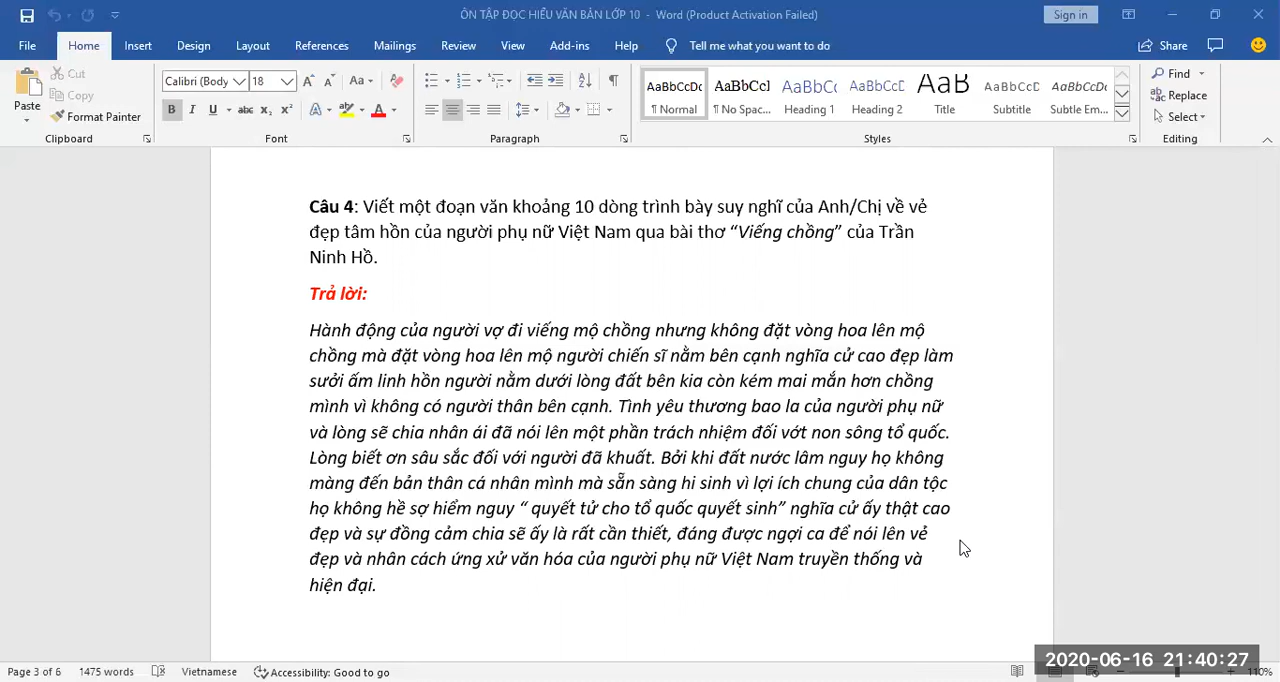 ÔN TẬP ĐỌC HIỂU VĂN BẢN LỚP 10 - Word (Product Activation Failed)
Sign in
File Home Insert Design Layout References Mailings Review View Add-ins Help Tell me what you want to do
Share
Paste
Cut
Copy
Format Painter
Clipboard
Calibri (Body 18
Font
Paragraph
AaBbCcDc AaBbCcI AaBbCc AaBbCcD AaB AaBbCcD AaBbCcDc
¶ Normal ¶ No Spac... Heading 1 Heading 2 Title Subtitle Subtle Em...
Styles
Find
Replace
Select
Editing
Câu 4: Viết một đoạn văn khoảng 10 dòng trình bày suy nghĩ của Anh/Chị về vẻ
đẹp tâm hồn của người phụ nữ Việt Nam qua bài thơ “Viếng chồng” của Trần
Ninh Hồ.
Trả lời:
Hành động của người vợ đi viếng mộ chồng nhưng không đặt vòng hoa lên mộ
chồng mà đặt vòng hoa lên mộ người chiến sĩ nằm bên cạnh nghĩa cử cao đẹp làm
sưởi ấm linh hồn người nằm dưới lòng đất bên kia còn kém mai mắn hơn chồng
mình vì không có người thân bên cạnh. Tình yêu thương bao la của người phụ nữ
và lòng sẽ chia nhân ái đã nói lên một phần trách nhiệm đối vớt non sông tổ quốc.
Lòng biết ơn sâu sắc đối với người đã khuất. Bởi khi đất nước lâm nguy họ không
màng đến bản thân cá nhân mình mà sẵn sàng hi sinh vì lợi ích chung của dân tộc
họ không hề sợ hiểm nguy “ quyết tử cho tổ quốc quyết sinh” nghĩa cử ấy thật cao
đẹp và sự đồng cảm chia sẽ ấy là rất cần thiết, đáng được ngợi ca để nói lên vẻ
đẹp và nhân cách ứng xử văn hóa của người phụ nữ Việt Nam truyền thống và
hiện đại.
2020-06-16 21:40:27
Page 3 of 6 1475 words Vietnamese Accessibility: Good to go 110%